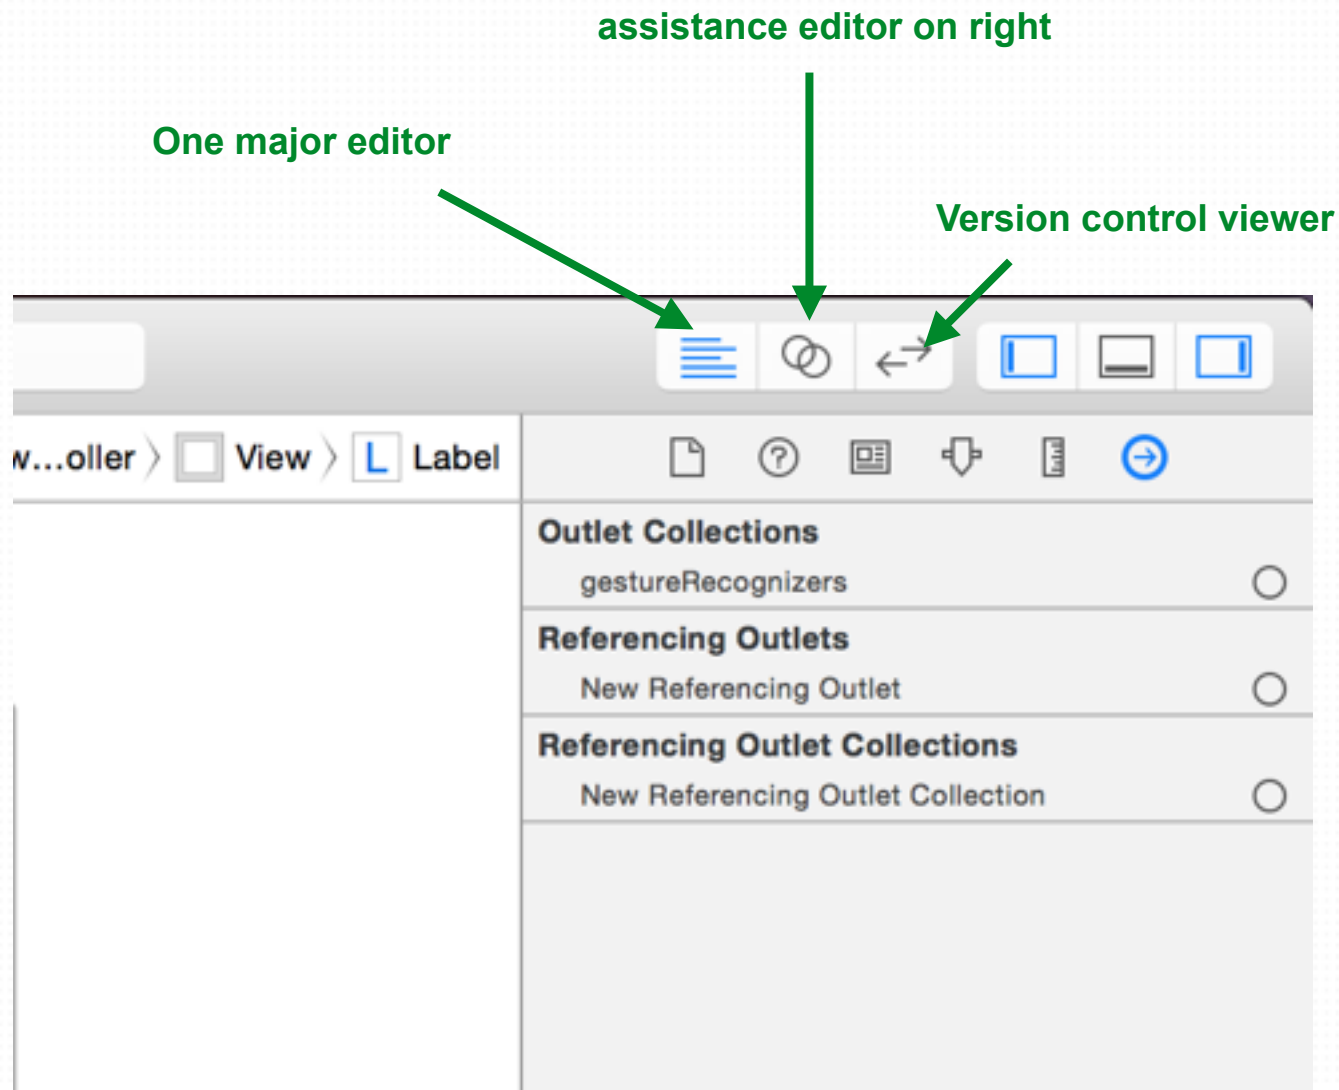 assistance editor on right
One major editor
Version control viewer
w...oller View L Label
Outlet Collections
gestureRecognizers
Referencing Outlets
New Referencing Outlet
Referencing Outlet Collections
New Referencing Outlet Collection